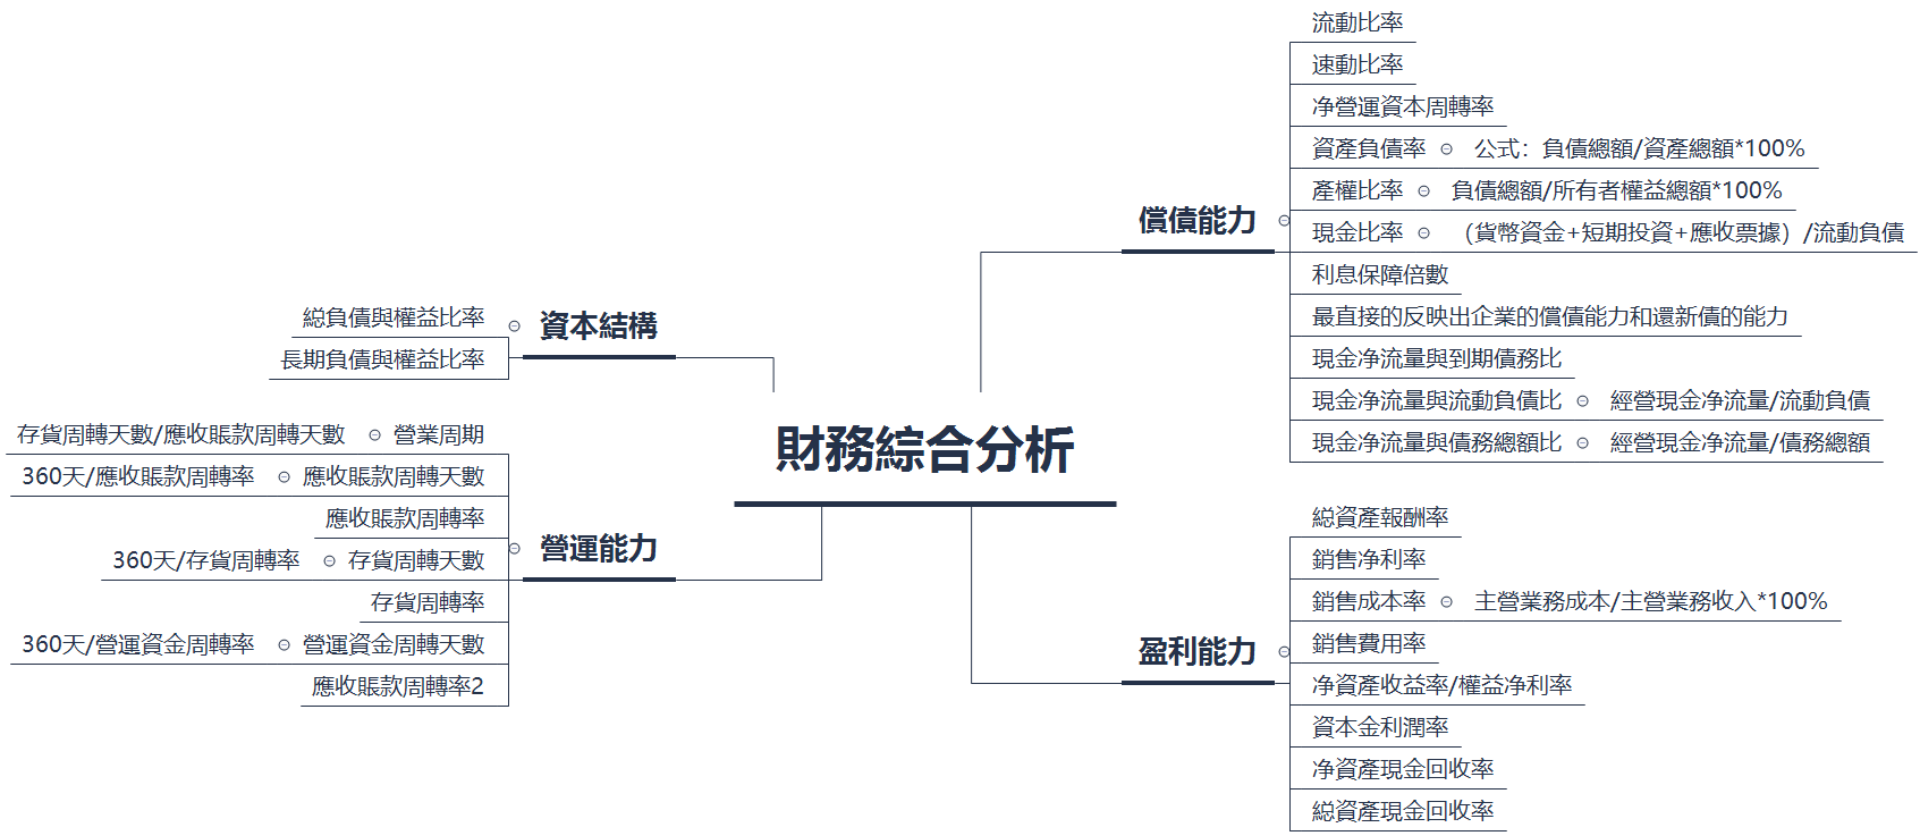 財務綜合分析
償債能力
流動比率
速動比率
净營運資本周轉率
資產負債率
公式：負債總額/資產總額*100%
產權比率
負債總額/所有者權益總額*100%
現金比率
（貨幣資金+短期投資+應收票據）/流動負債
利息保障倍數
最直接的反映出企業的償債能力和還新債的能力
現金净流量與到期債務比
現金净流量與流動負債比
經營現金净流量/流動負債
現金净流量與債務總額比
經營現金净流量/債務總額
盈利能力
總資產報酬率
銷售净利率
銷售成本率
主營業務成本/主營業務收入*100%
銷售費用率
净資產收益率/權益净利率
資本金利潤率
净資產現金回收率
總資產現金回收率
資本結構
總負債與權益比率
長期負債與權益比率
營運能力
營業周期
存貨周轉天數/應收賬款周轉天數
應收賬款周轉天數
360天/應收賬款周轉率
應收賬款周轉率
存貨周轉天數
360天/存貨周轉率
存貨周轉率
營運資金周轉天數
360天/營運資金周轉率
應收賬款周轉率2